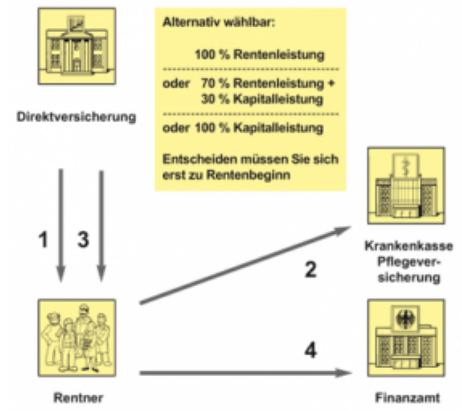 Direktversicherung
Alternativ wählbar:
100 % Rentenleistung
oder 70 % Rentenleistung +
30 % Kapitalleistung
oder 100 % Kapitalleistung
Entscheiden müssen Sie sich
erst zu Rentenbeginn
1
3
2
Krankenkasse
Pflegever-
sicherung
4
Rentner
Finanzamt